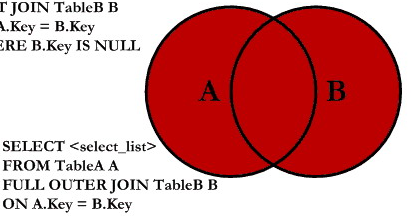 T JOIN TableB B
A.Key = B.Key
ERE B.Key IS NULL
A
B
SELECT <select_list>
FROM TableA A
FULL OUTER JOIN TableB B
ON A.Key = B.Key